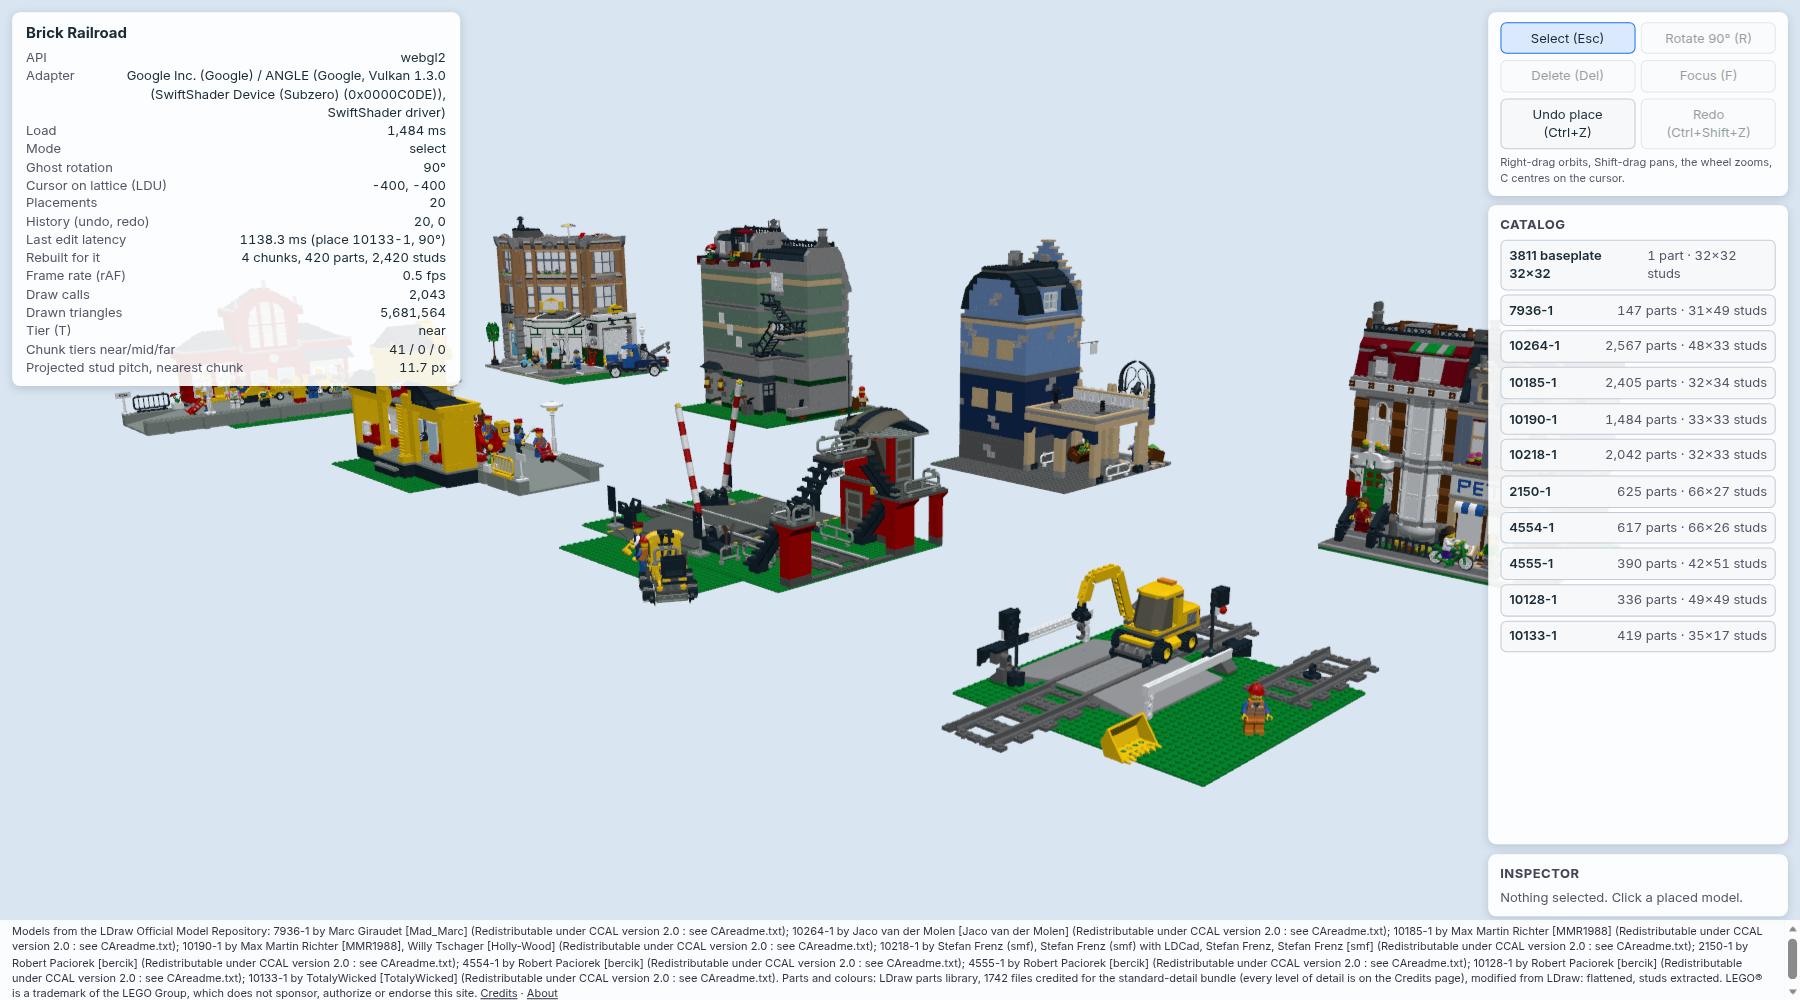 Brick Railroad
API webgl2
Adapter Google Inc. (Google) / ANGLE (Google, Vulkan 1.3.0
(SwiftShader Device (Subzero) (0x0000C0DE)),
SwiftShader driver)
Load 1,484 ms
Mode select
Ghost rotation 90°
Cursor on lattice (LDU) -400, -400
Placements 20
History (undo, redo) 20, 0
Last edit latency 1138.3 ms (place 10133-1, 90°)
Rebuilt for it 4 chunks, 420 parts, 2,420 studs
Frame rate (rAF) 0.5 fps
Draw calls 2,043
Drawn triangles 5,681,564
Tier (T) near
Chunk tiers near/mid/far 41 / 0 / 0
Projected stud pitch, nearest chunk 11.7 px
Select (Esc) Rotate 90° (R)
Delete (Del) Focus (F)
Undo place Redo
(Ctrl+Z) (Ctrl+Shift+Z)
Right-drag orbits, Shift-drag pans, the wheel zooms,
C centres on the cursor.
CATALOG
3811 baseplate 1 part · 32×32
32×32 studs
7936-1 147 parts · 31×49 studs
10264-1 2,567 parts · 48×33 studs
10185-1 2,405 parts · 32×34 studs
10190-1 1,484 parts · 33×33 studs
10218-1 2,042 parts · 32×33 studs
2150-1 625 parts · 66×27 studs
4554-1 617 parts · 66×26 studs
4555-1 390 parts · 42×51 studs
10128-1 336 parts · 49×49 studs
10133-1 419 parts · 35×17 studs
PE
INSPECTOR
Nothing selected. Click a placed model.
Models from the LDraw Official Model Repository: 7936-1 by Marc Giraudet [Mad_Marc] (Redistributable under CCAL version 2.0 : see CAreadme.txt); 10264-1 by Jaco van der Molen [Jaco van der Molen] (Redistributable under CCAL version 2.0 : see CAreadme.txt); 10185-1 by Max Martin Richter [MMR1988] (Redistributable under CCAL
version 2.0 : see CAreadme.txt); 10190-1 by Max Martin Richter [MMR1988], Willy Tschager [Holly-Wood] (Redistributable under CCAL version 2.0 : see CAreadme.txt); 10218-1 by Stefan Frenz (smf), Stefan Frenz (smf) with LDCad, Stefan Frenz, Stefan Frenz [smf] (Redistributable under CCAL version 2.0 : see CAreadme.txt); 2150-1 by
Robert Paciorek [bercik] (Redistributable under CCAL version 2.0 : see CAreadme.txt); 4554-1 by Robert Paciorek [bercik] (Redistributable under CCAL version 2.0 : see CAreadme.txt); 4555-1 by Robert Paciorek [bercik] (Redistributable under CCAL version 2.0 : see CAreadme.txt); 10128-1 by Robert Paciorek [bercik] (Redistributable
under CCAL version 2.0 : see CAreadme.txt); 10133-1 by TotalyWicked [TotalyWicked] (Redistributable under CCAL version 2.0 : see CAreadme.txt). Parts and colours: LDraw parts library, 1742 files credited for the standard-detail bundle (every level of detail is on the Credits page), modified from LDraw: flattened, studs extracted. LEGO®
is a trademark of the LEGO Group, which does not sponsor, authorize or endorse this site. Credits · About